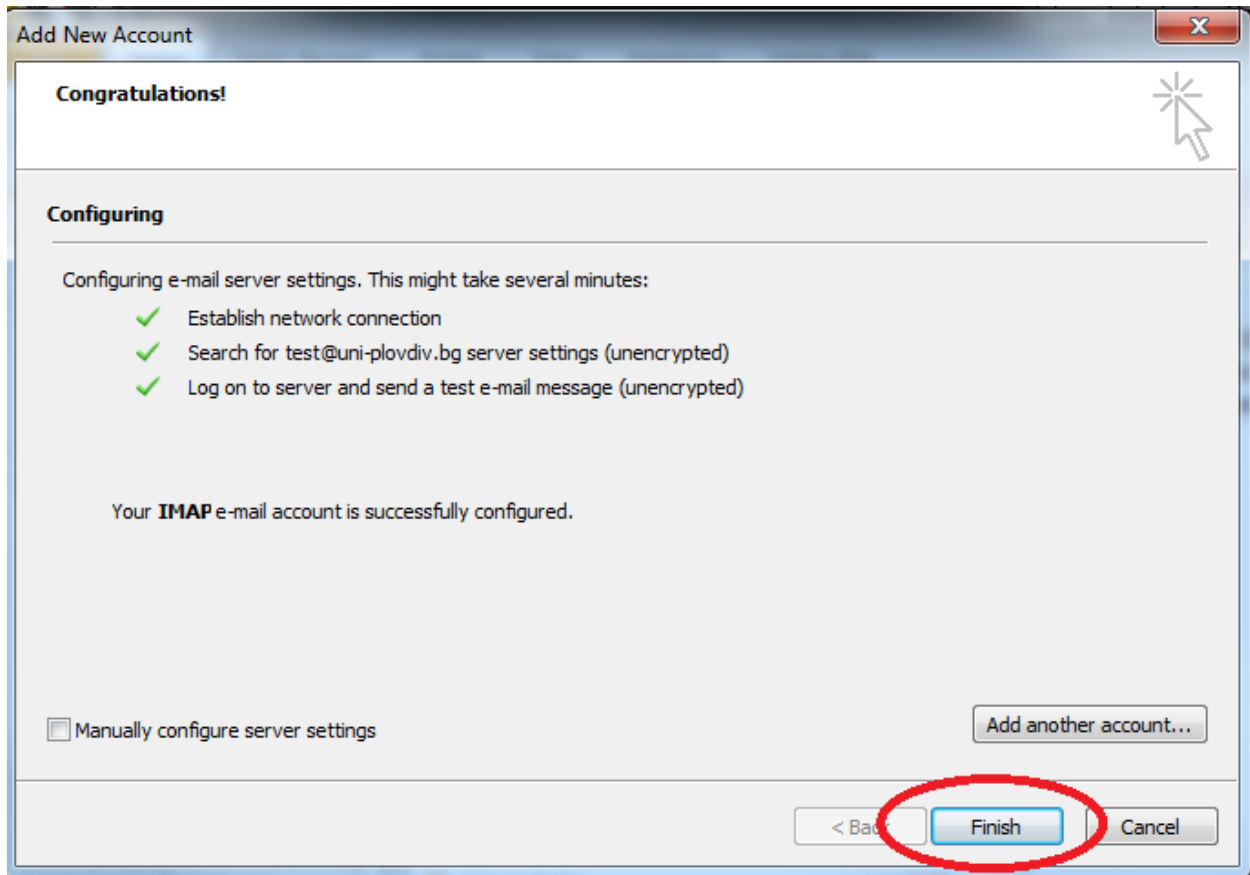 Add New Account
Congratulations!
Configuring
Configuring e-mail server settings. This might take several minutes:
Establish network connection
Search for test@uni-plovdiv.bg server settings (unencrypted)
Log on to server and send a test e-mail message (unencrypted)
Your IMAP e-mail account is successfully configured.
Manually configure server settings
Add another account...
< Back Finish Cancel